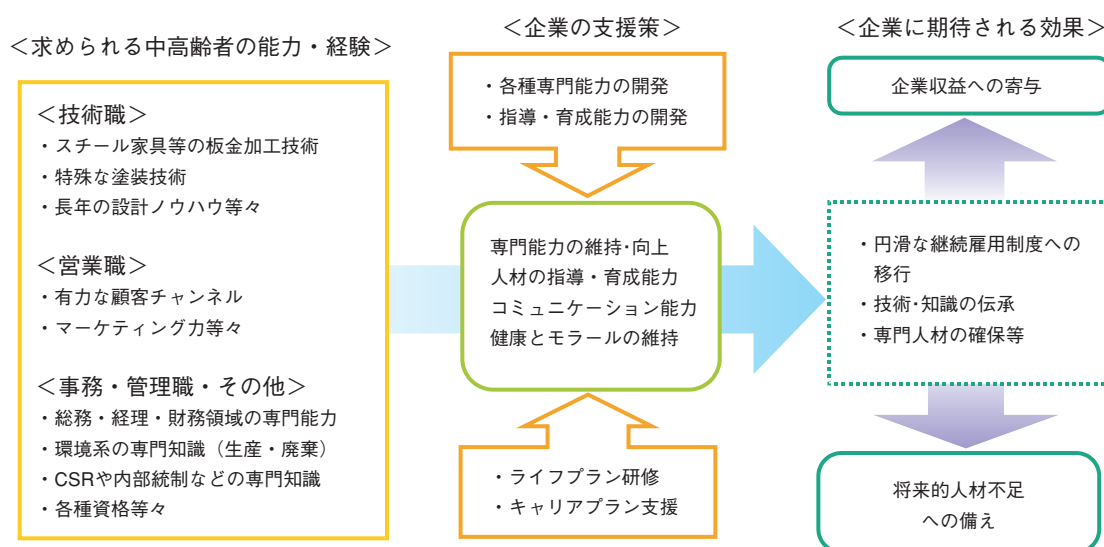 ＜求められる中高齢者の能力・経験＞
＜技術職＞
・スチール家具等の板金加工技術
・特殊な塗装技術
・長年の設計ノウハウ等々
＜営業職＞
・有力な顧客チャンネル
・マーケティング力等々
＜事務・管理職・その他＞
・総務・経理・財務領域の専門能力
・環境系の専門知識（生産・廃棄）
・CSRや内部統制などの専門知識
・各種資格等々
＜企業の支援策＞
・各種専門能力の開発
・指導・育成能力の開発
専門能力の維持･向上
人材の指導・育成能力
コミュニケーション能力
健康とモラールの維持
・ライフプラン研修
・キャリアプラン支援
＜企業に期待される効果＞
企業収益への寄与
・円滑な継続雇用制度への
移行
・技術･知識の伝承
・専門人材の確保等
将来的人材不足
への備え